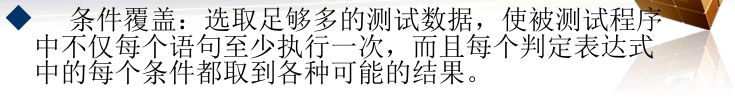 条件覆盖：选取足够多的测试数据，使被测试程序
中不仅每个语句至少执行一次，而且每个判定表达式
中的每个条件都取到各种可能的结果。